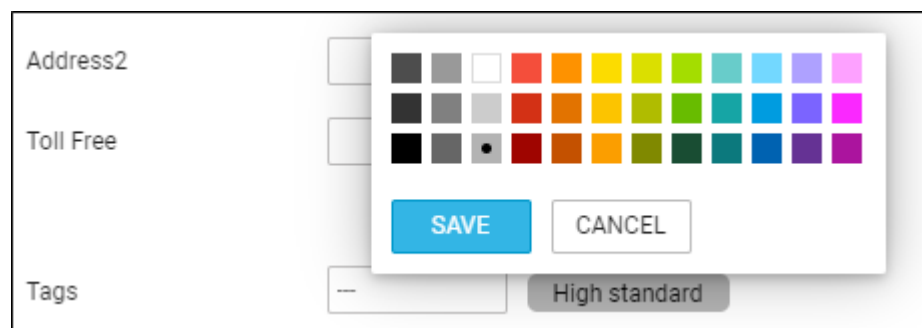 Address2
Toll Free
SAVE CANCEL
Tags --- High standard